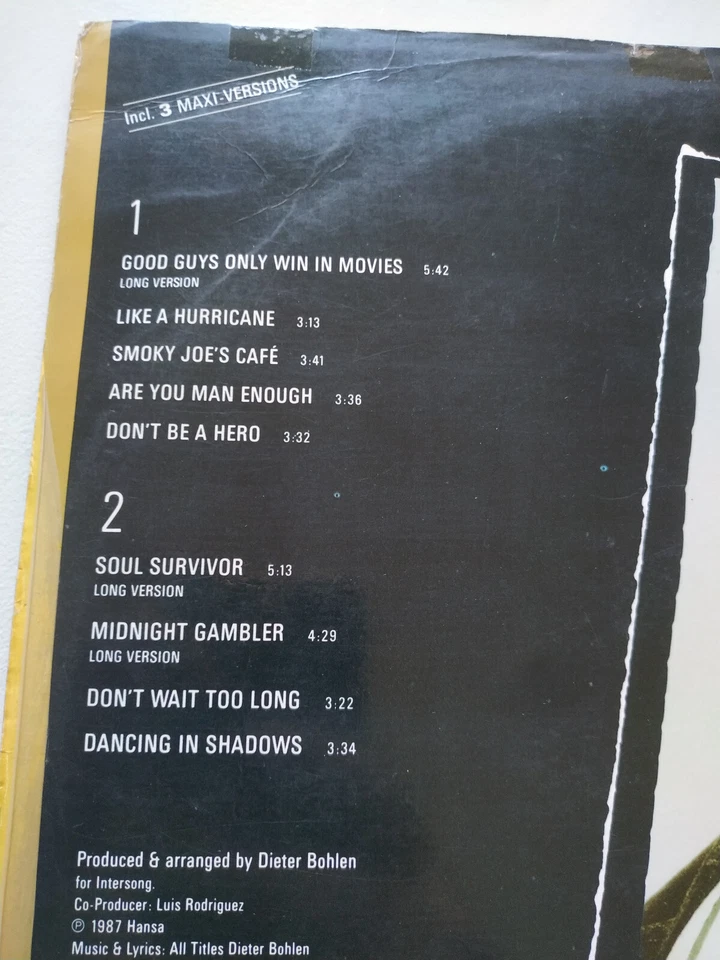 Incl. 3 MAXI-VERSIONS
1
GOOD GUYS ONLY WIN IN MOVIES 5:42
LONG VERSION
LIKE A HURRICANE 3:13
SMOKY JOE'S CAFÉ 3:41
ARE YOU MAN ENOUGH 3:36
DON'T BE A HERO 3:32
2
SOUL SURVIVOR 5:13
LONG VERSION
MIDNIGHT GAMBLER 4:29
LONG VERSION
DON'T WAIT TOO LONG 3:22
DANCING IN SHADOWS 3:34
Produced & arranged by Dieter Bohlen
for Intersong.
Co-Producer: Luis Rodriguez
℗ 1987 Hansa
Music & Lyrics: All Titles Dieter Bohlen